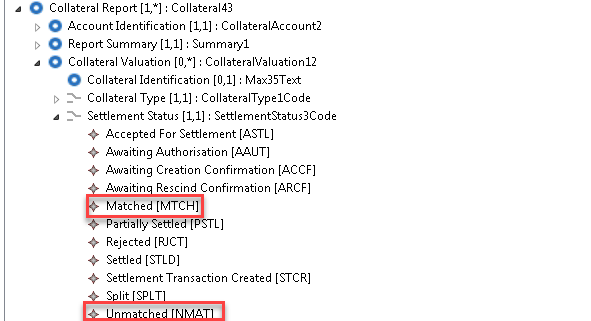 Collateral Report [1,*] : Collateral43
Account Identification [1,1] : CollateralAccount2
Report Summary [1,1] : Summary1
Collateral Valuation [0,*] : CollateralValuation12
Collateral Identification [0,1] : Max35Text
Collateral Type [1,1] : CollateralType1Code
Settlement Status [1,1] : SettlementStatus3Code
Accepted For Settlement [ASTL]
Awaiting Authorisation [AAUT]
Awaiting Creation Confirmation [ACCF]
Awaiting Rescind Confirmation [ARCF]
Matched [MTCH]
Partially Settled [PSTL]
Rejected [RJCT]
Settled [STLD]
Settlement Transaction Created [STCR]
Split [SPLT]
Unmatched [NMAT]